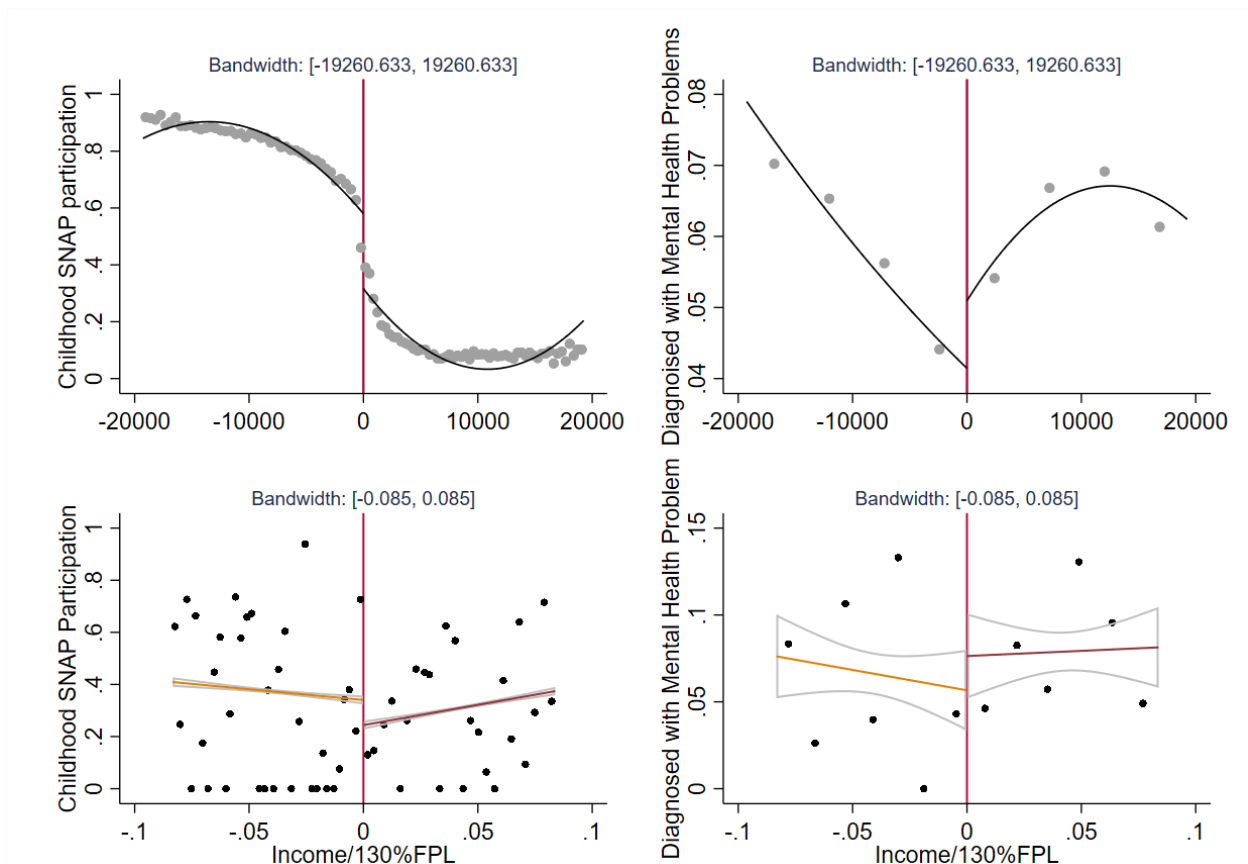 Bandwidth: [-19260.633, 19260.633]
Childhood SNAP participation
1
.8
.6
.4
.2
0
-20000 -10000 0 10000 20000
Bandwidth: [-19260.633, 19260.633]
Diagnoised with Mental Health Problems
.08
.07
.06
.05
.04
-20000 -10000 0 10000 20000
Bandwidth: [-0.085, 0.085]
Childhood SNAP Participation
1
.8
.6
.4
.2
0
-.1 -.05 0 .05 .1
Income/130%FPL
Bandwidth: [-0.085, 0.085]
Diagnosed with Mental Health Problem
.15
.1
.05
0
-.1 -.05 0 .05 .1
Income/130%FPL